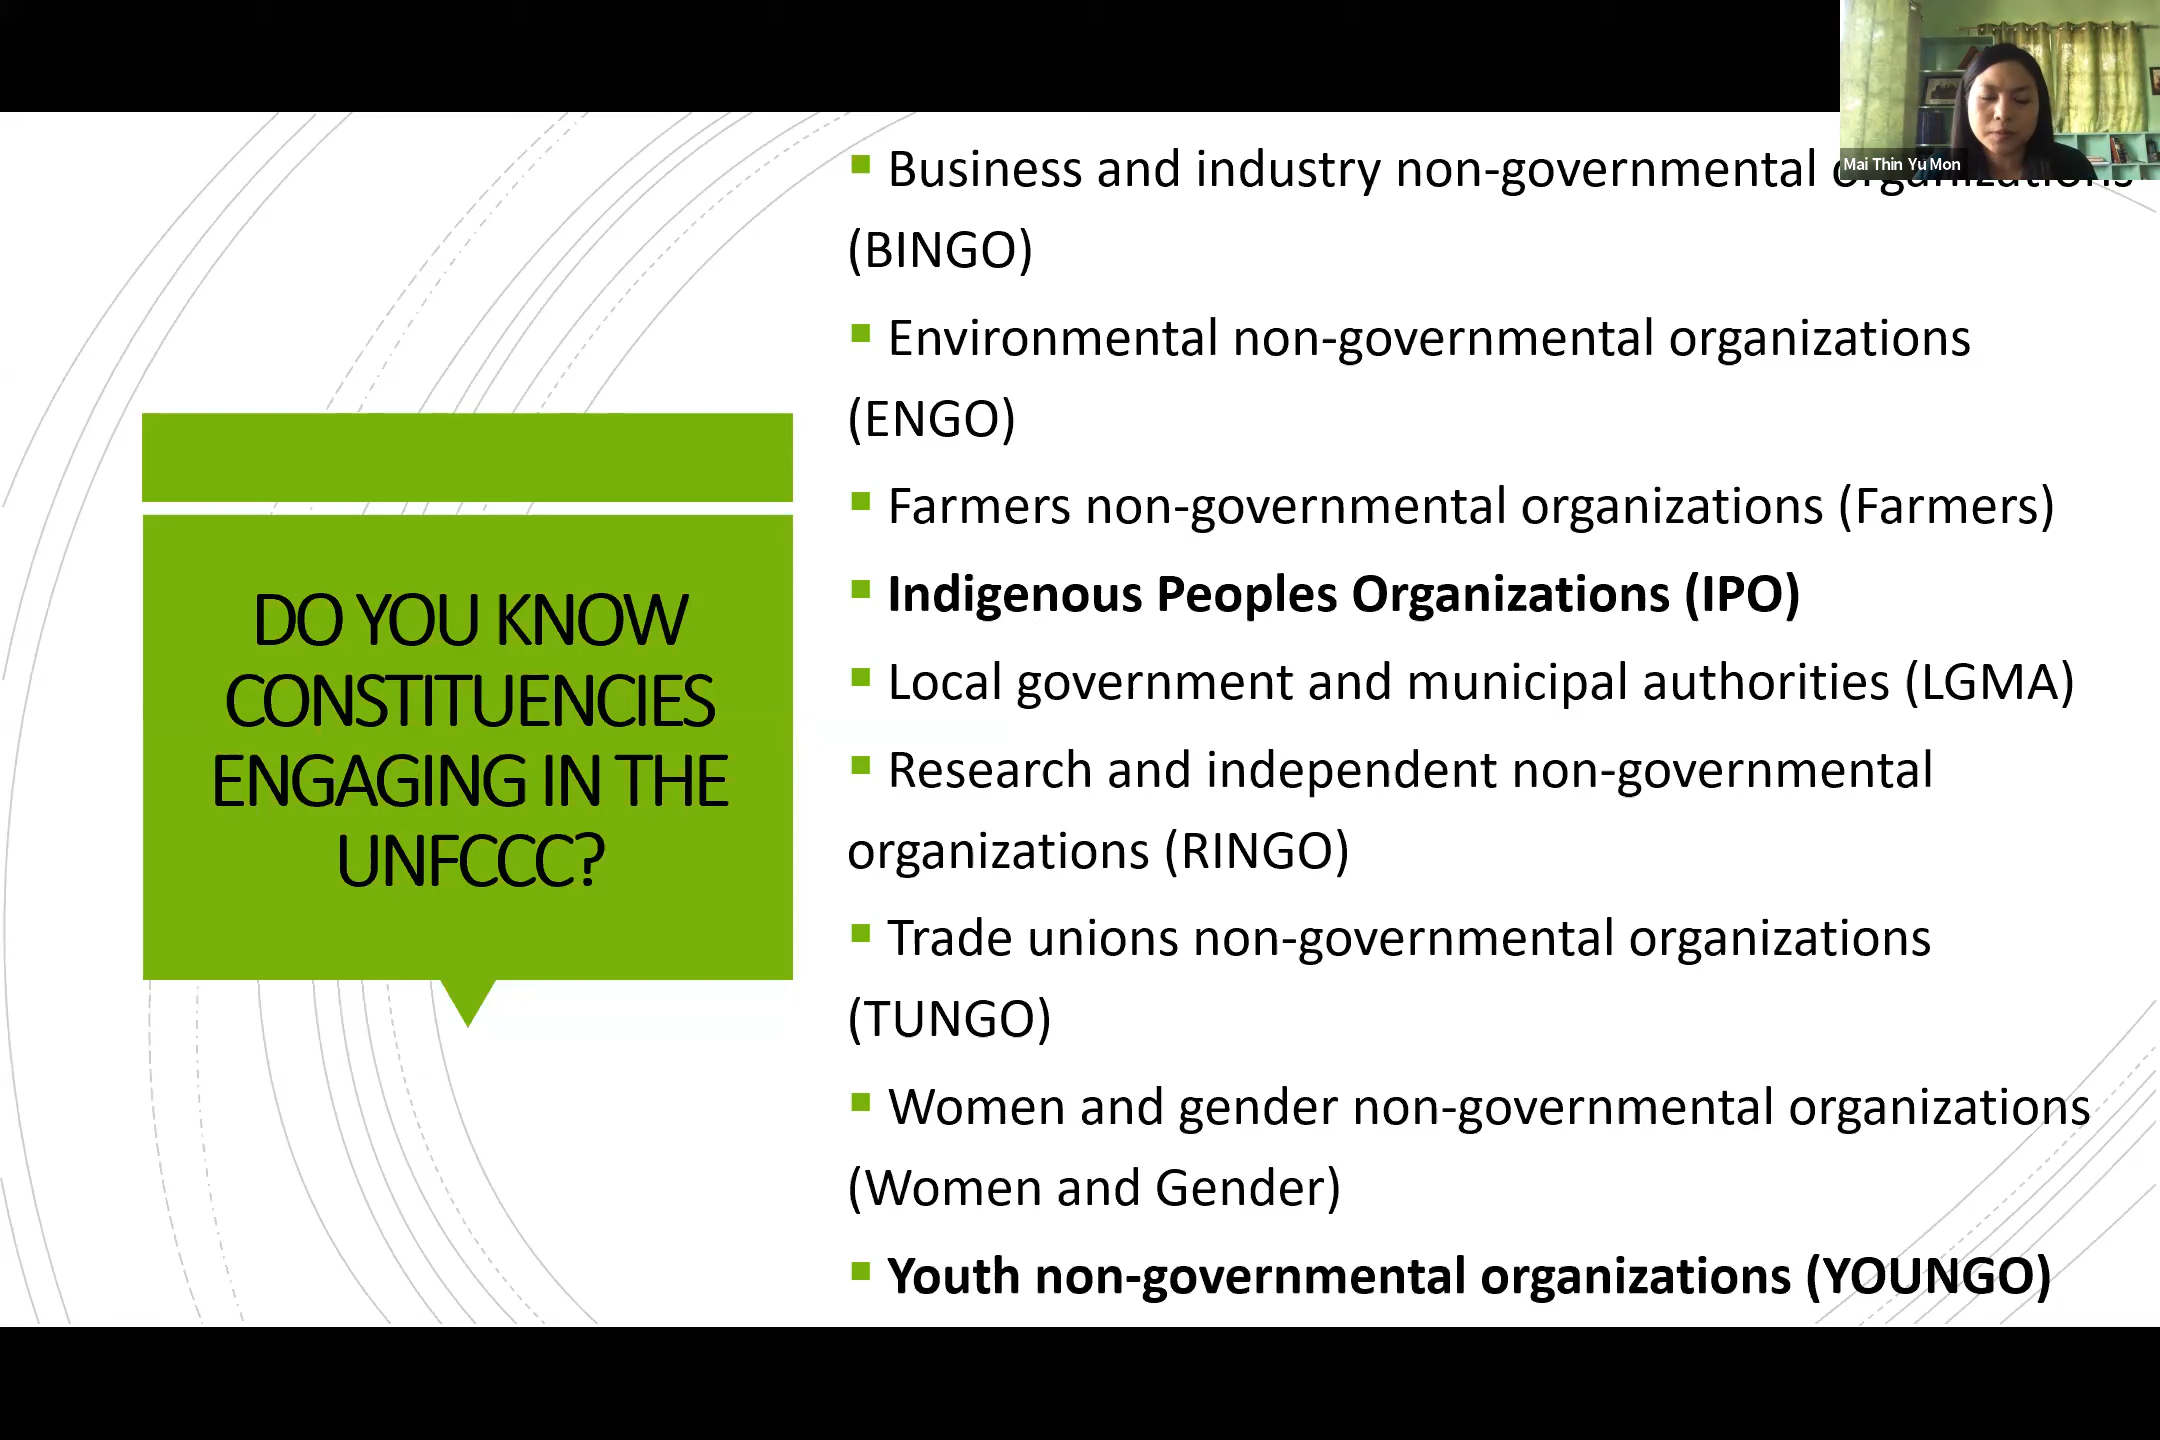 Mai Thin Yu Mon
Business and industry non-governmental organizations
(BINGO)
Environmental non-governmental organizations
(ENGO)
Farmers non-governmental organizations (Farmers)
Indigenous Peoples Organizations (IPO)
Local government and municipal authorities (LGMA)
Research and independent non-governmental
organizations (RINGO)
Trade unions non-governmental organizations
(TUNGO)
Women and gender non-governmental organizations
(Women and Gender)
Youth non-governmental organizations (YOUNGO)
DO YOU KNOW
CONSTITUENCIES
ENGAGING IN THE
UNFCCC?